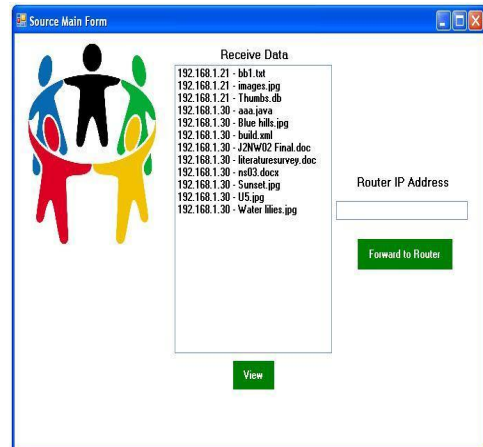 Source Main Form
Receive Data
192.168.1.21 - bb1.txt
192.168.1.21 - images.jpg
192.168.1.21 - Thumbs.db
192.168.1.30 - aaa.java
192.168.1.30 - Blue hills.jpg
192.168.1.30 - build.xml
192.168.1.30 - J2NW02 Final.doc
192.168.1.30 - literaturesurvey.doc
192.168.1.30 - ns03.docx
192.168.1.30 - Sunset.jpg
192.168.1.30 - U5.jpg
192.168.1.30 - Water lilies.jpg
Router IP Address
Forward to Router
View